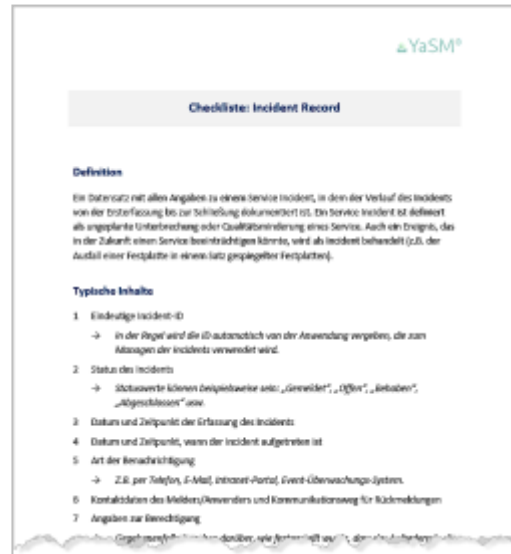 YaSM®
Checkliste: Incident Record
Definition
Ein Datensatz mit allen Angaben zu einem Service Incident, in dem der Verlauf des Incidents
von der Ersterfassung bis zur Schließung dokumentiert ist. Ein Service Incident ist definiert
als ungeplante Unterbrechung oder Qualitätsminderung eines Service. Auch ein Ereignis, das
in der Zukunft einen Service beeinträchtigen könnte, wird als Incident behandelt (z.B. der
Ausfall einer Festplatte in einem Satz gespiegelter Festplatten).
Typische Inhalte
1 Eindeutige Incident-ID
→ In der Regel wird die ID automatisch von der Anwendung vergeben, die zum
Managen der Incidents verwendet wird.
2 Status des Incidents
→ Statuswerte können beispielsweise sein: „Gemeldet“, „Offen“, „Behoben“,
„Abgeschlossen“ usw.
3 Datum und Zeitpunkt der Erfassung des Incidents
4 Datum und Zeitpunkt, wann der Incident aufgetreten ist
5 Art der Benachrichtigung
→ Z.B. per Telefon, E-Mail, Intranet-Portal, Event-Überwachungs-System.
6 Kontaktdaten des Melders/Anwenders und Kommunikationsweg für Rückmeldungen
7 Angaben zur Berechtigung